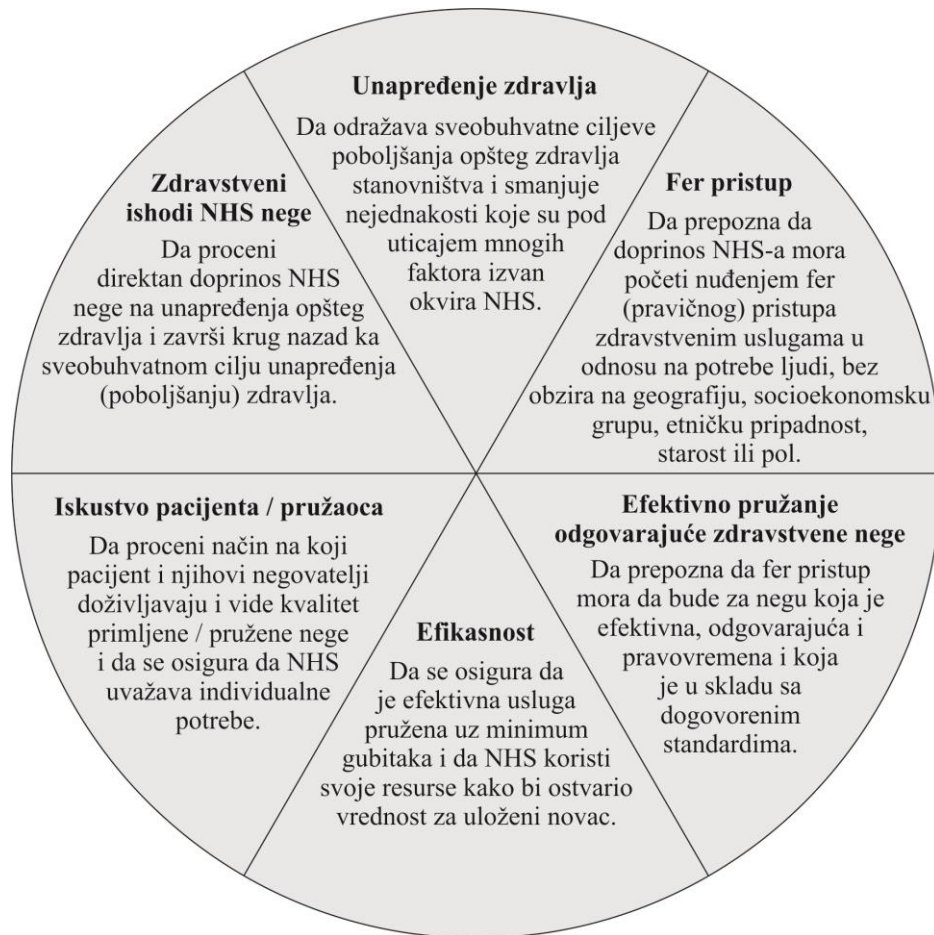 Unapređenje zdravlja
Da odražava sveobuhvatne ciljeve
poboljšanja opšteg zdravlja
stanovništva i smanjuje
nejednakosti koje su pod
uticajem mnogih
faktora izvan
okvira NHS.
Fer pristup
Da prepozna da
doprinos NHS-a mora
početi nuđenjem fer
(pravičnog) pristupa
zdravstvenim uslugama u
odnosu na potrebe ljudi, bez
obzira na geografiju, socioekonomsku
grupu, etničku pripadnost,
starost ili pol.
Efektivno pružanje
odgovarajuće zdravstvene nege
Da prepozna da fer pristup
mora da bude za negu koja je
efektivna, odgovarajuća i
pravovremena i koja
je u skladu sa
dogovorenim
standardima.
Efikasnost
Da se osigura da
je efektivna usluga
pružena uz minimum
gubitaka i da NHS koristi
svoje resurse kako bi ostvario
vrednost za uloženi novac.
Iskustvo pacijenta / pružaoca
Da proceni način na koji
pacijent i njihovi negovatelji
doživljavaju i vide kvalitet
primljene / pružene nege
i da se osigura da NHS
uvažava individualne
potrebe.
Zdravstveni
ishodi NHS nege
Da proceni
direktan doprinos NHS
nege na unapređenja opšteg
zdravlja i završi krug nazad ka
sveobuhvatnom cilju unapređenja
(poboljšanju) zdravlja.